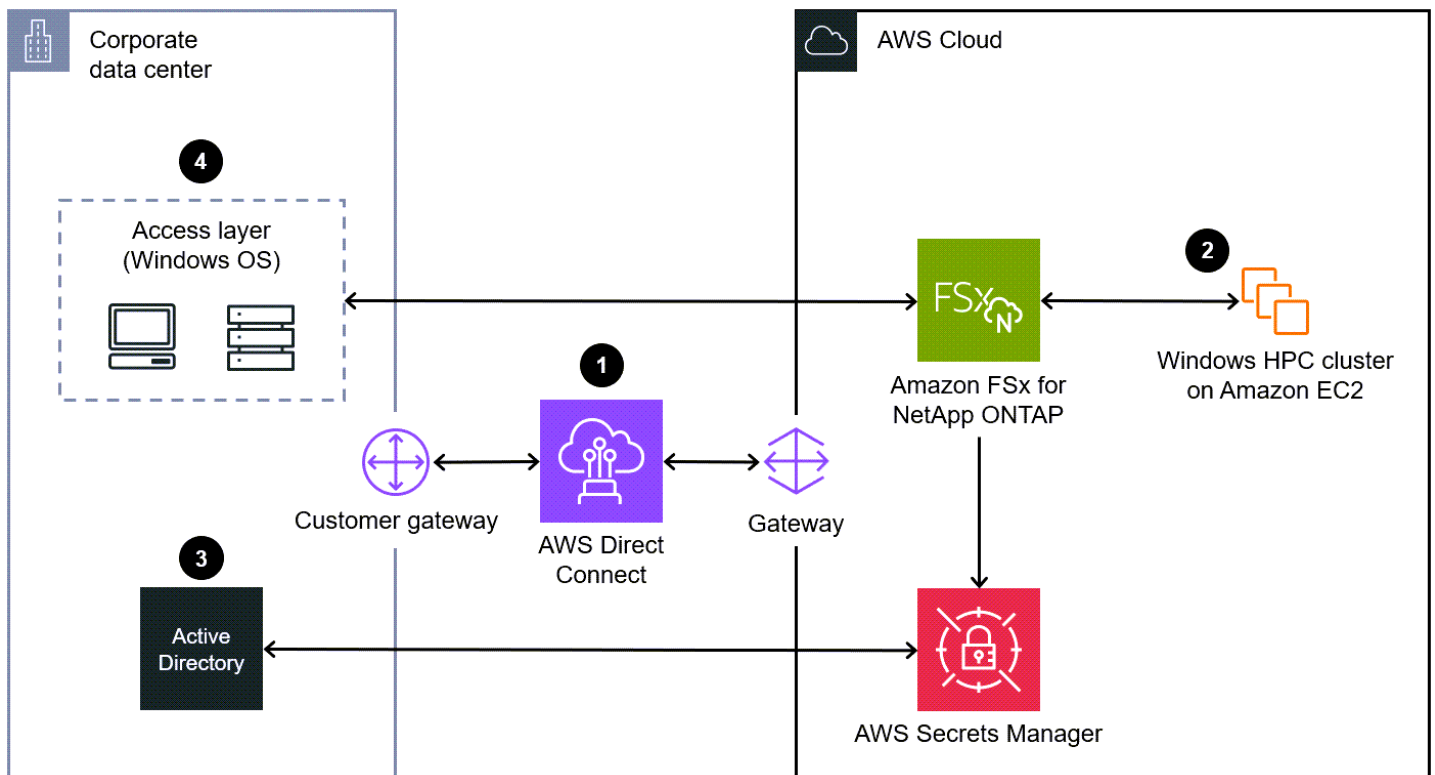 Corporate
data center
AWS Cloud
4
Access layer
(Windows OS)
2
FSx
N
Amazon FSx for
NetApp ONTAP
Windows HPC cluster
on Amazon EC2
1
Customer gateway
AWS Direct
Connect
Gateway
3
Active
Directory
AWS Secrets Manager